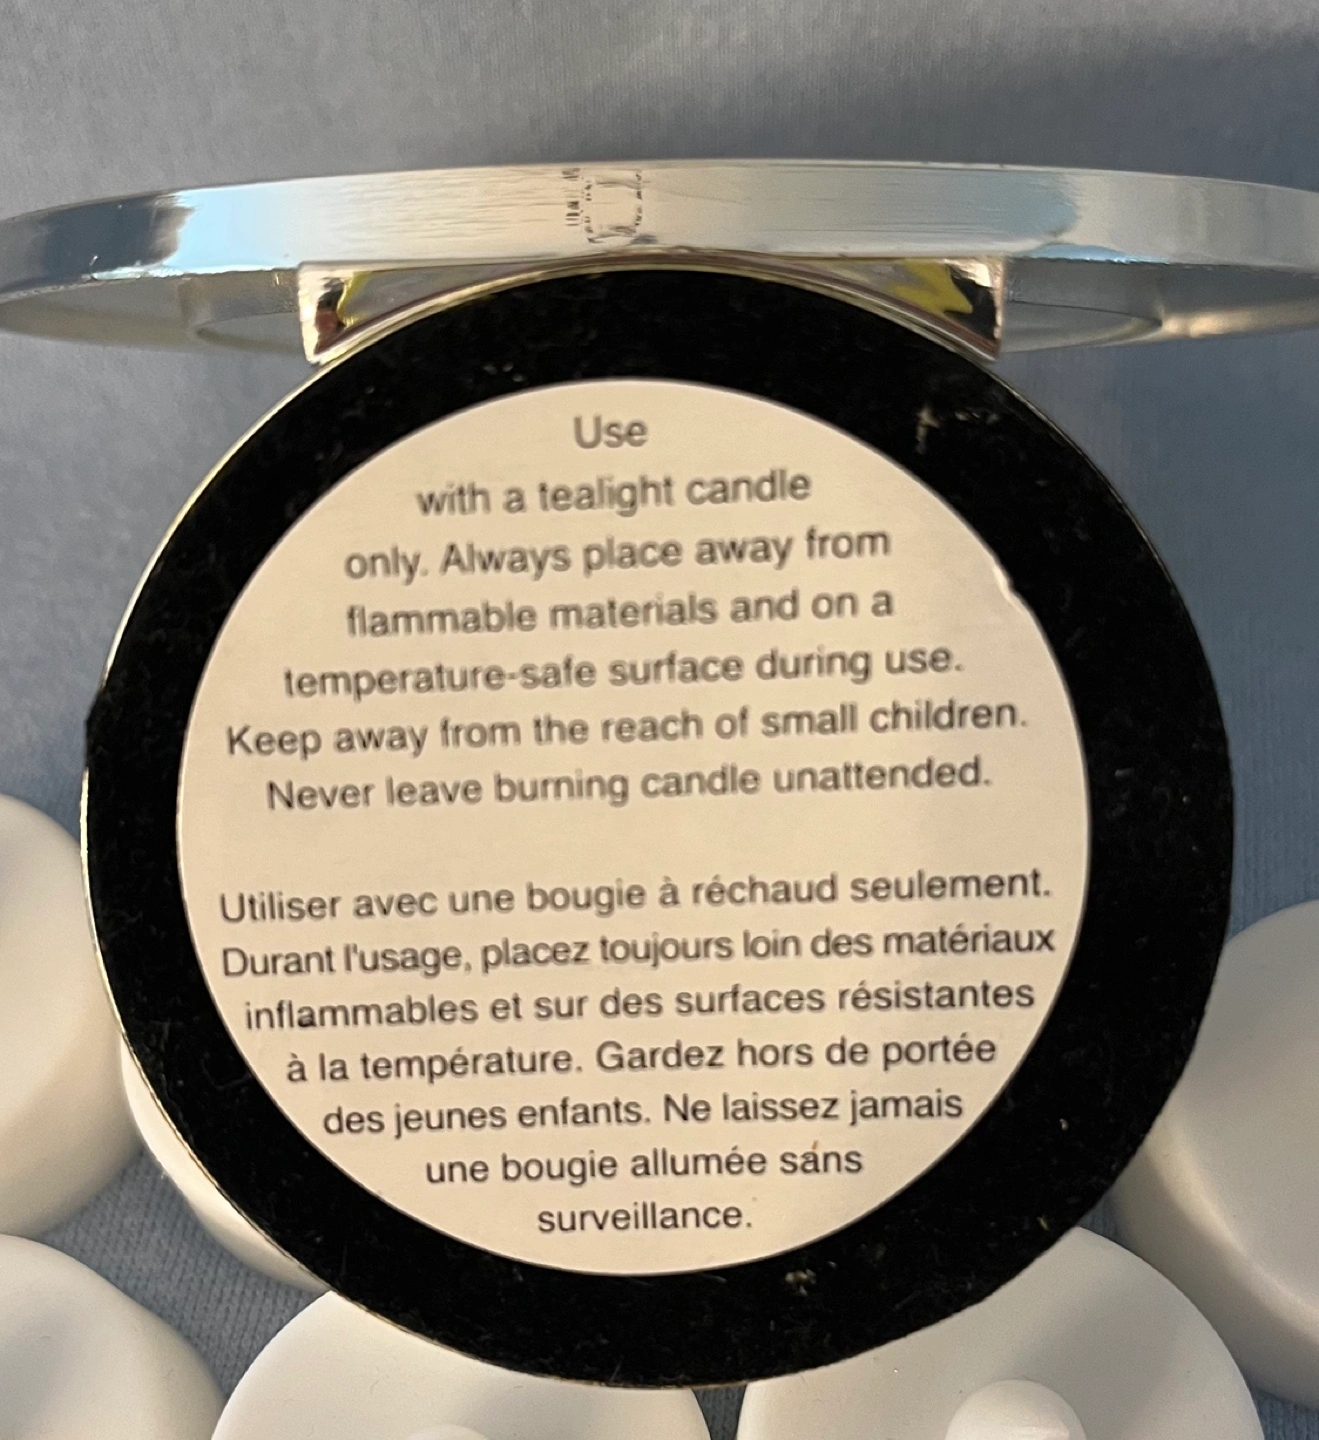 Use
with a tealight candle
only. Always place away from
flammable materials and on a
temperature-safe surface during use.
Keep away from the reach of small children.
Never leave burning candle unattended.
Utiliser avec une bougie à réchaud seulement.
Durant l'usage, placez toujours loin des matériaux
inflammables et sur des surfaces résistantes
à la température. Gardez hors de portée
des jeunes enfants. Ne laissez jamais
une bougie allumée sans
surveillance.